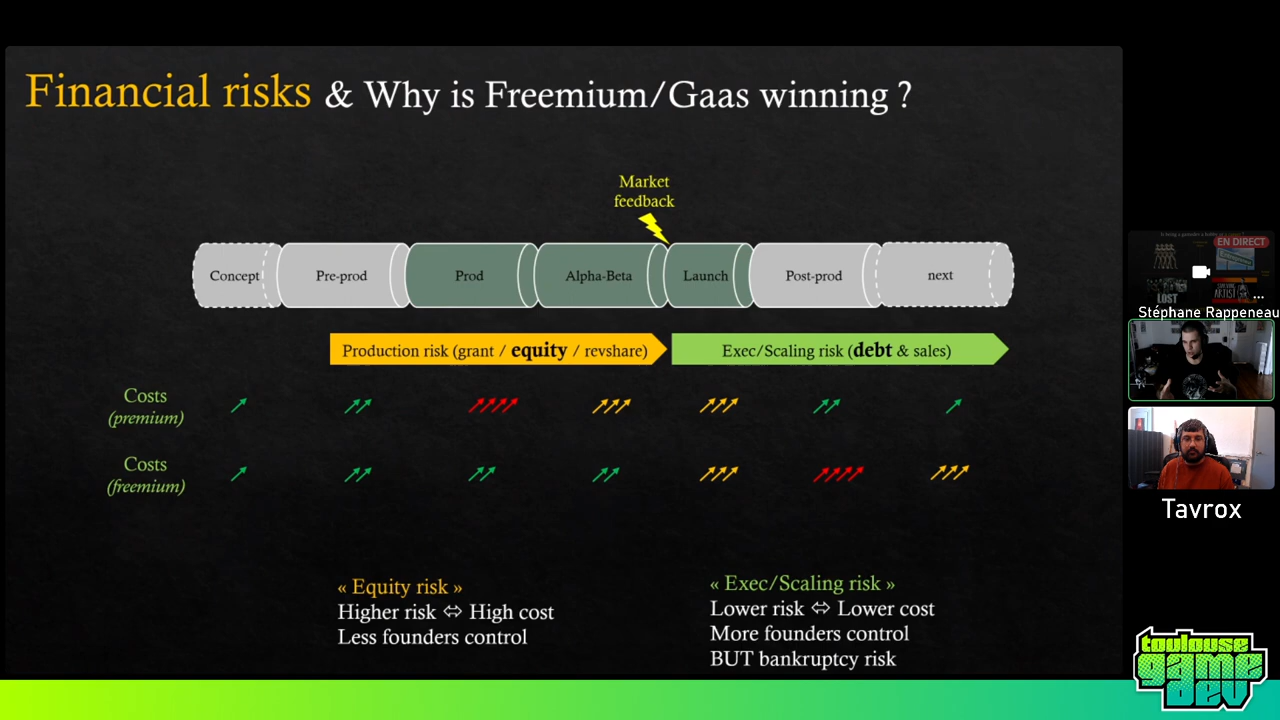 Financial risks & Why is Freemium/Gaas winning ?
Market
feedback
Concept
Pre-prod
Prod
Alpha-Beta
Launch
Post-prod
next
Production risk (grant / equity / revshare)
Exec/Scaling risk (debt & sales)
Costs
(premium)
Costs
(freemium)
« Equity risk »
Higher risk ⇔ High cost
Less founders control
« Exec/Scaling risk »
Lower risk ⇔ Lower cost
More founders control
BUT bankruptcy risk
EN DIRECT
LOST
ARTIST
...
Stéphane Rappeneau
Tavrox
toulouse
game
dev